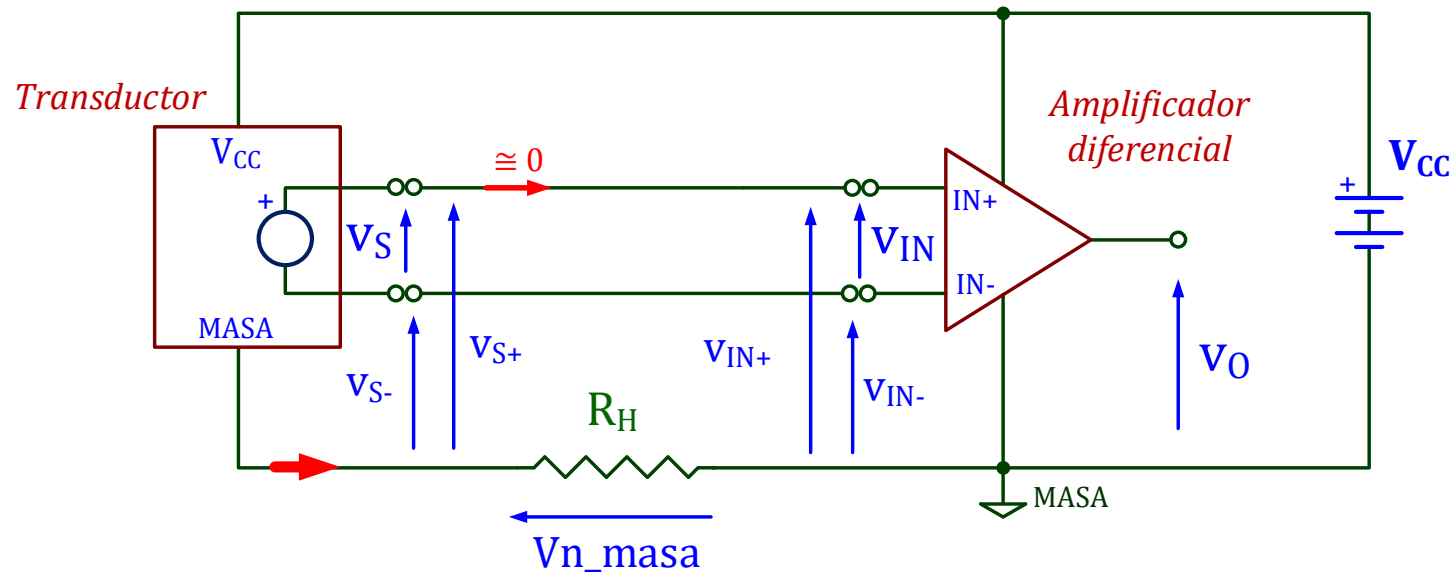 Transductor
Amplificador
diferencial
VCC
+
VCC
≅ 0
+
IN+
vS
vIN
IN-
MASA
vS-
vS+
vIN+
vIN-
vO
RH
MASA
Vn_masa